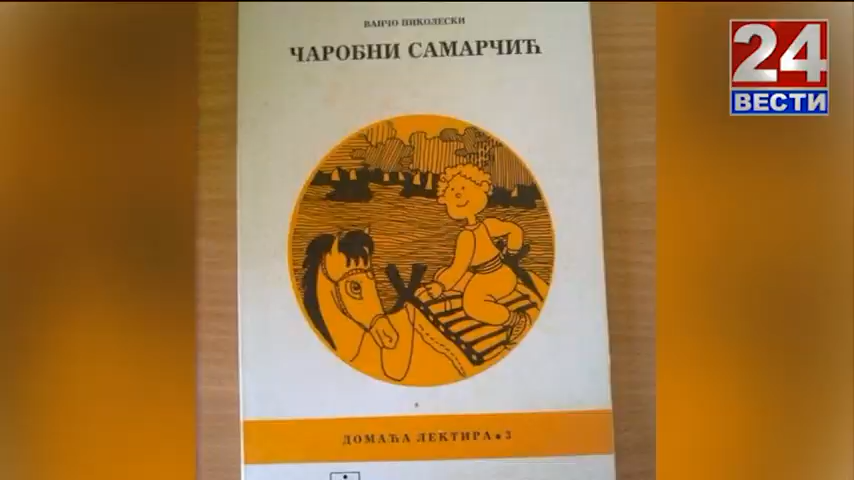 ВАНЧО НИКОЛЕСКИ
ЧАРОБНИ САМАРЧИЋ
ДОМАЋА ЛЕКТИРА • 3
24
ВЕСТИ